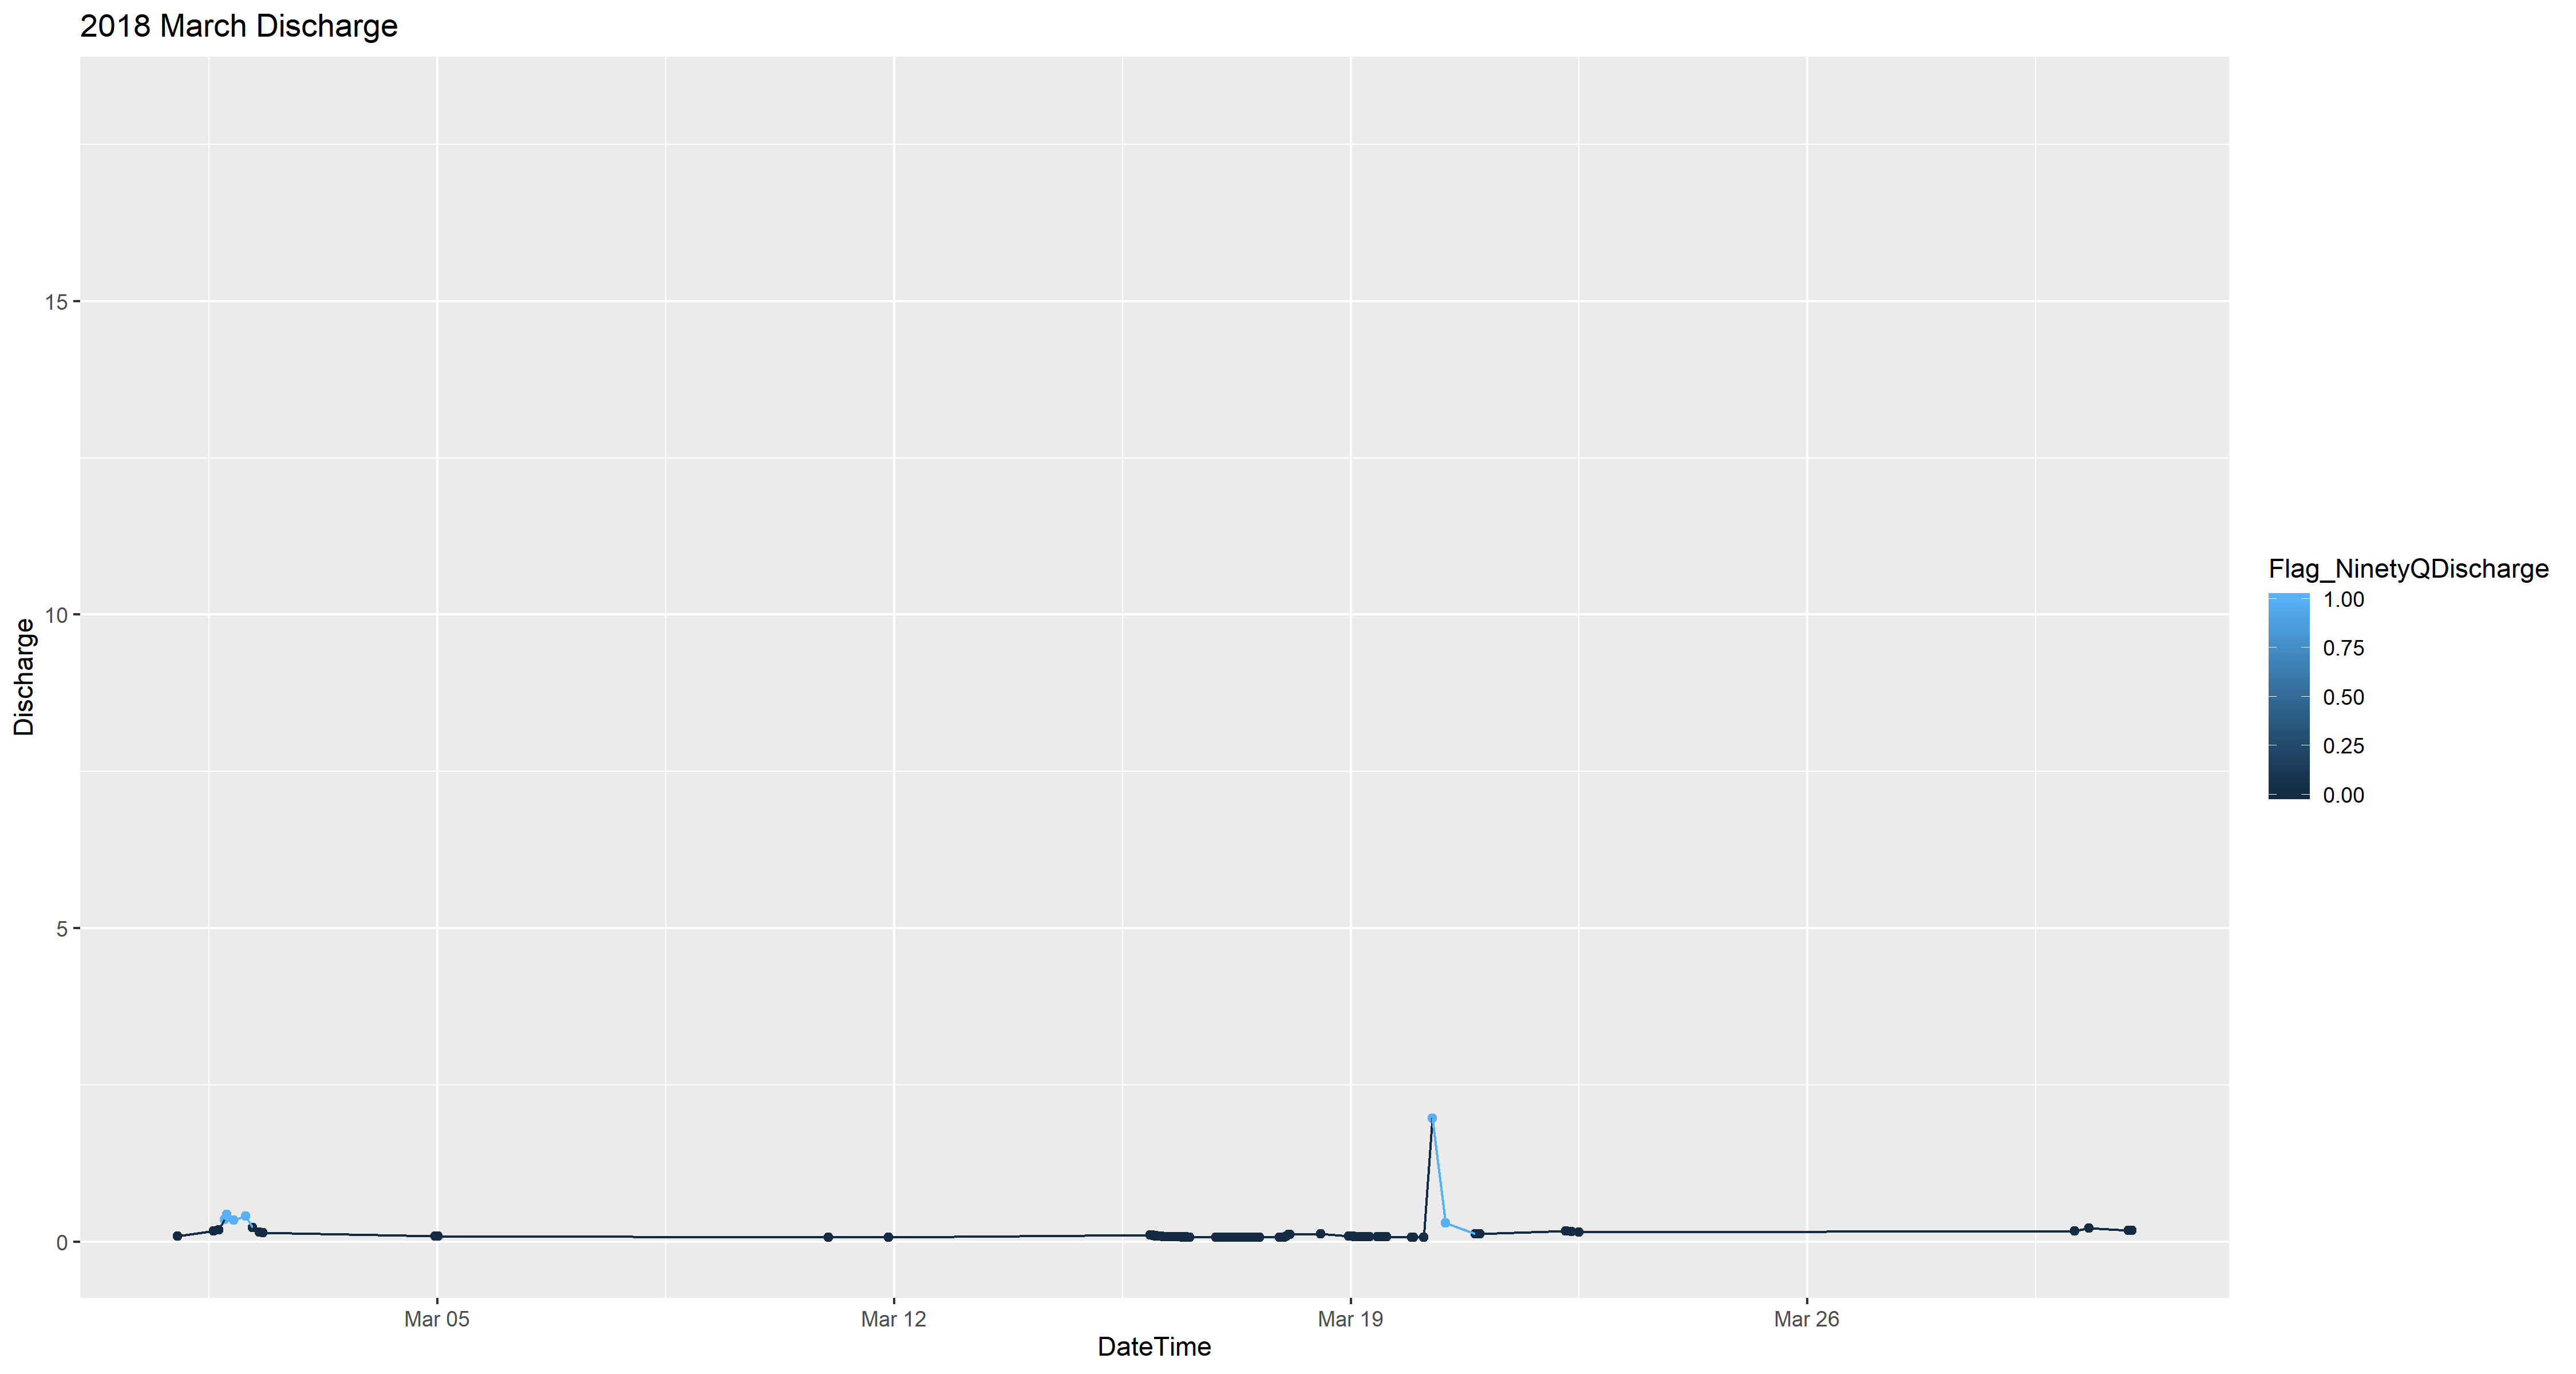 2018 March Discharge
15
10
5
0
Discharge
Mar 05
Mar 12
Mar 19
Mar 26
DateTime
Flag_NinetyQDischarge
1.00
0.75
0.50
0.25
0.00